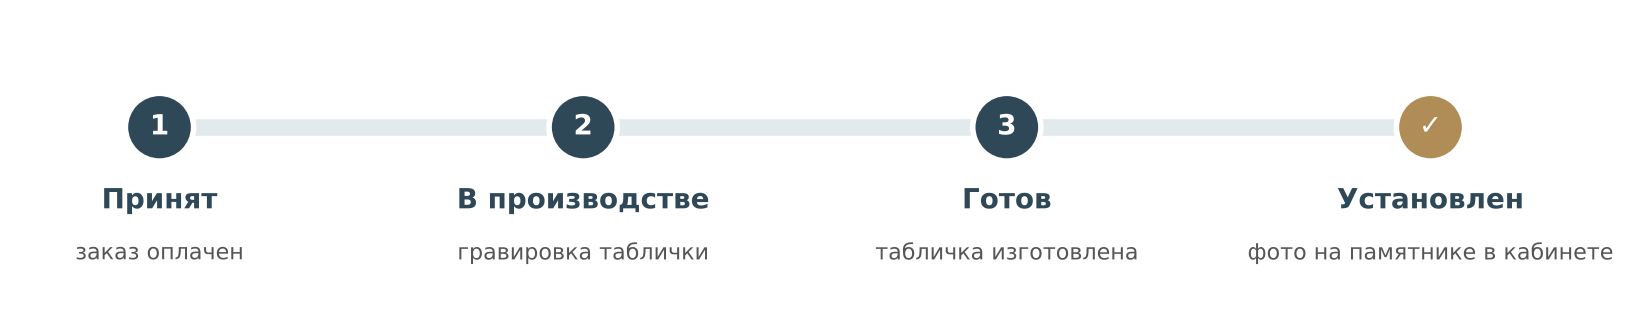 1 2 3 ✓
Принят В производстве Готов Установлен
заказ оплачен гравировка таблички табличка изготовлена фото на памятнике в кабинете